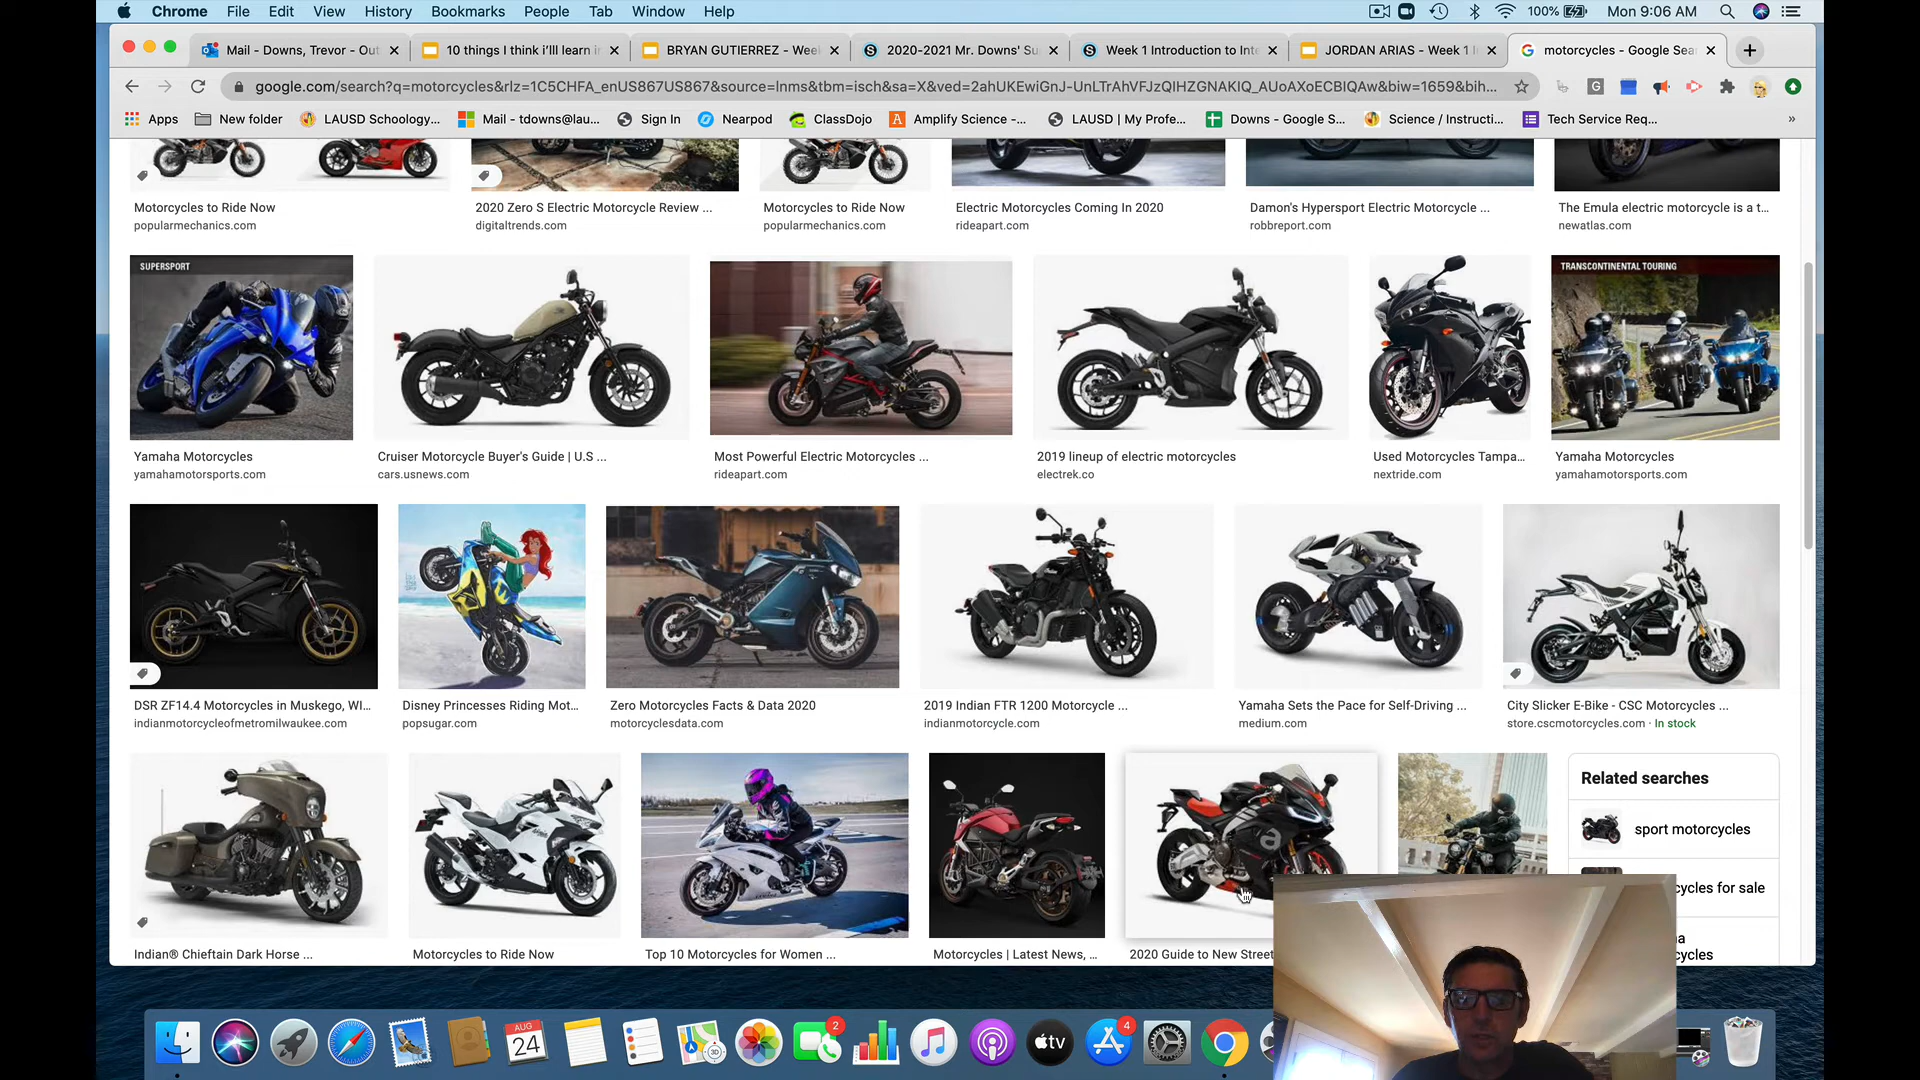 Chrome File Edit View History Bookmarks People Tab Window Help 100% Mon 9:06 AM
Mail - Downs, Trevor - Out 10 things I think i'lll learn i BRYAN GUTIERREZ - Wee 2020-2021 Mr. Downs' Su Week 1 Introduction to Inte JORDAN ARIAS - Week 1 I motorcycles - Google Sea
google.com/search?q=motorcycles&rlz=1C5CHFA_enUS867US867&source=lnms&tbm=isch&sa=X&ved=2ahUKEwiGnJ-UnLTrAhVFJzQIHZGNAKIQ_AUoAXoECBIQAw&biw=1659&bih...
Apps New folder LAUSD Schoology... Mail - tdowns@lau... Sign In Nearpod ClassDojo Amplify Science -... LAUSD | My Profe... Downs - Google S... Science / Instructi... Tech Service Req... »
Motorcycles to Ride Now 2020 Zero S Electric Motorcycle Review ... Motorcycles to Ride Now Electric Motorcycles Coming In 2020 Damon's Hypersport Electric Motorcycle ... The Emula electric motorcycle is a t...
popularmechanics.com digitaltrends.com popularmechanics.com rideapart.com robbreport.com newatlas.com
SUPERSPORT TRANSCONTINENTAL TOURING
Yamaha Motorcycles Cruiser Motorcycle Buyer's Guide | U.S ... Most Powerful Electric Motorcycles ... 2019 lineup of electric motorcycles Used Motorcycles Tampa... Yamaha Motorcycles
yamahamotorsports.com cars.usnews.com rideapart.com electrek.co nextride.com yamahamotorsports.com
DSR ZF14.4 Motorcycles in Muskego, WI... Disney Princesses Riding Mot... Zero Motorcycles Facts & Data 2020 2019 Indian FTR 1200 Motorcycle ... Yamaha Sets the Pace for Self-Driving ... City Slicker E-Bike - CSC Motorcycles ...
indianmotorcycleofmetromilwaukee.com popsugar.com motorcyclesdata.com indianmotorcycle.com medium.com store.cscmotorcycles.com · In stock
Related searches
sport motorcycles
ycles for sale
a
ycles
Indian® Chieftain Dark Horse ... Motorcycles to Ride Now Top 10 Motorcycles for Women ... Motorcycles | Latest News, ... 2020 Guide to New Street
AUG 24 3D 2 tv 4